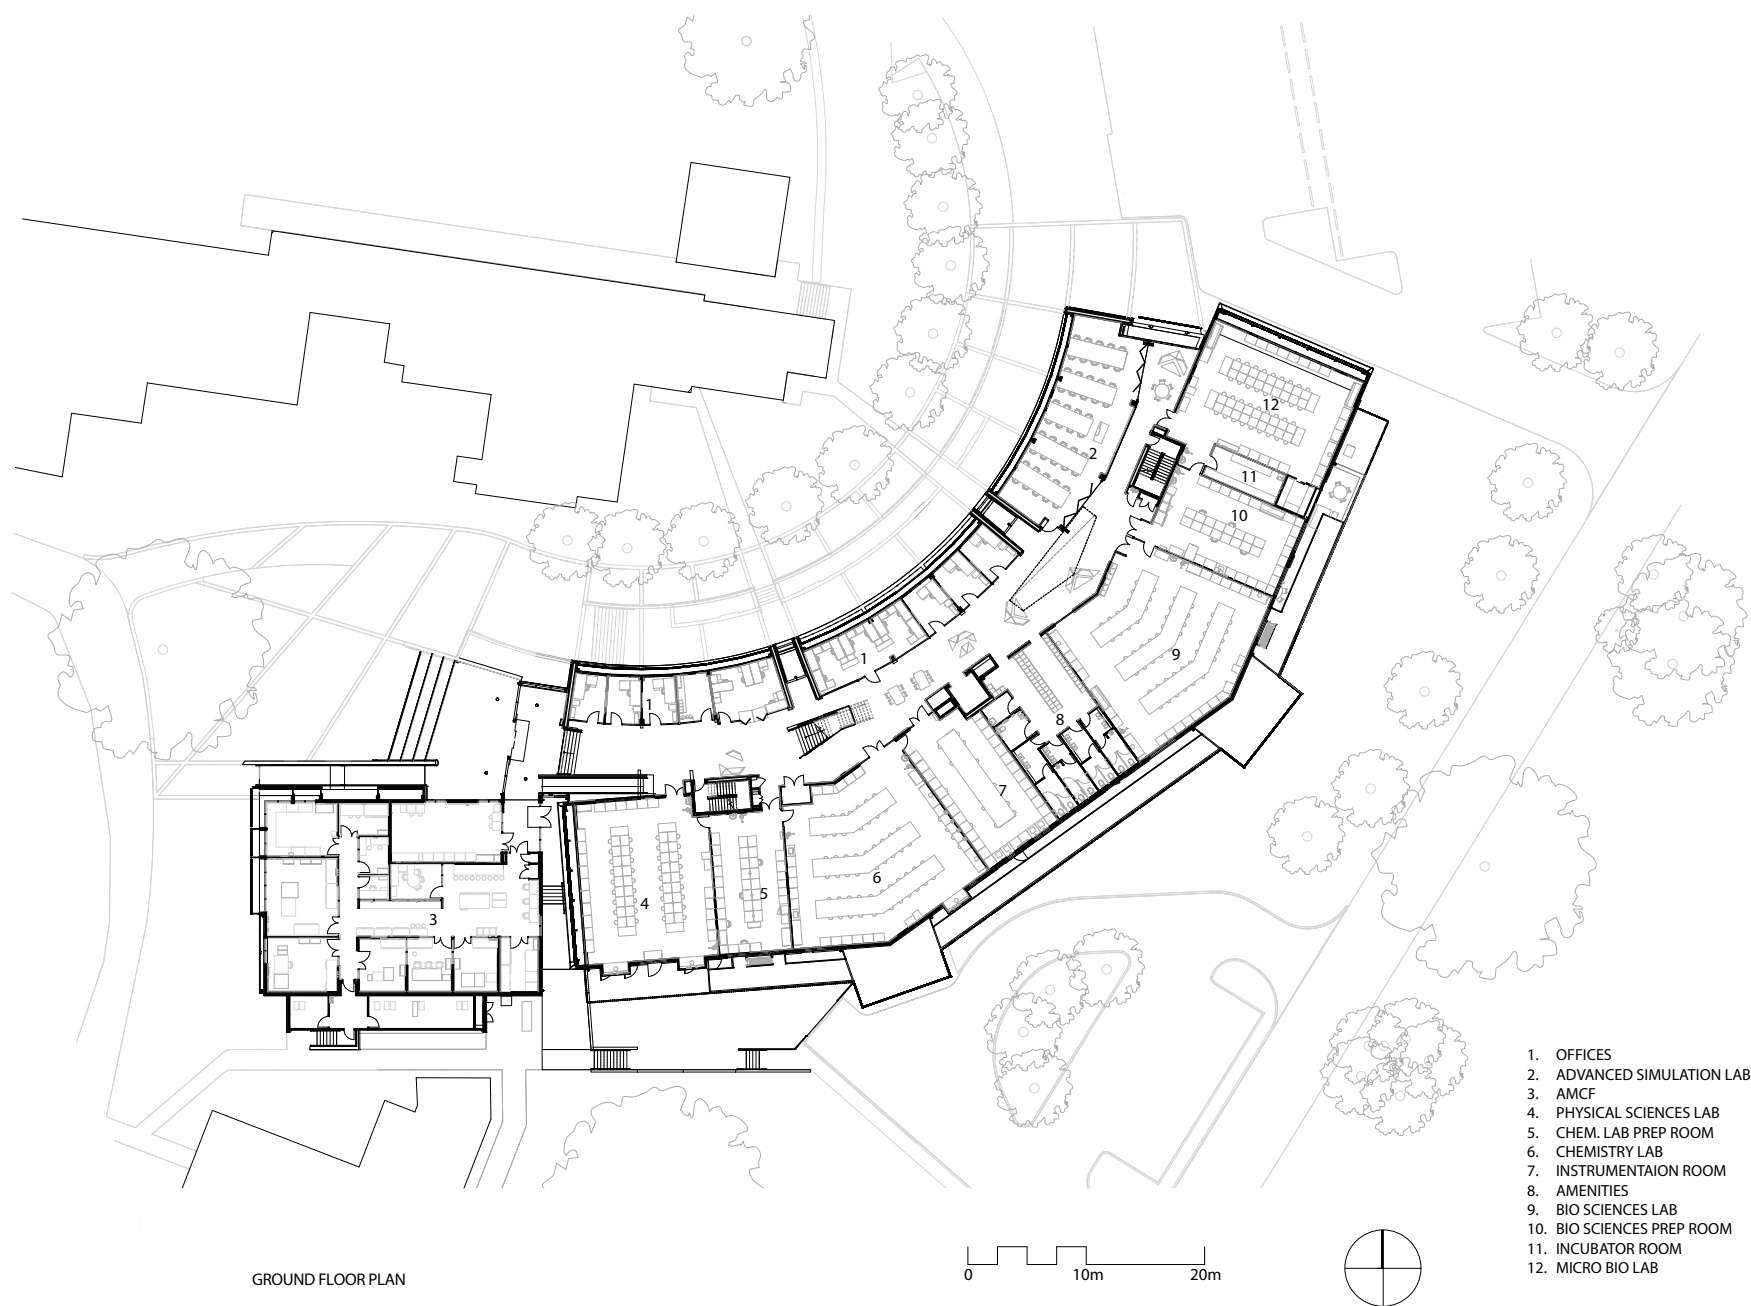 12
2
11
10
9
1
1
8
7
6
5
4
3
1. OFFICES
2. ADVANCED SIMULATION LAB
3. AMCF
4. PHYSICAL SCIENCES LAB
5. CHEM. LAB PREP ROOM
6. CHEMISTRY LAB
7. INSTRUMENTAION ROOM
8. AMENITIES
9. BIO SCIENCES LAB
10. BIO SCIENCES PREP ROOM
11. INCUBATOR ROOM
12. MICRO BIO LAB
0 10m 20m
GROUND FLOOR PLAN